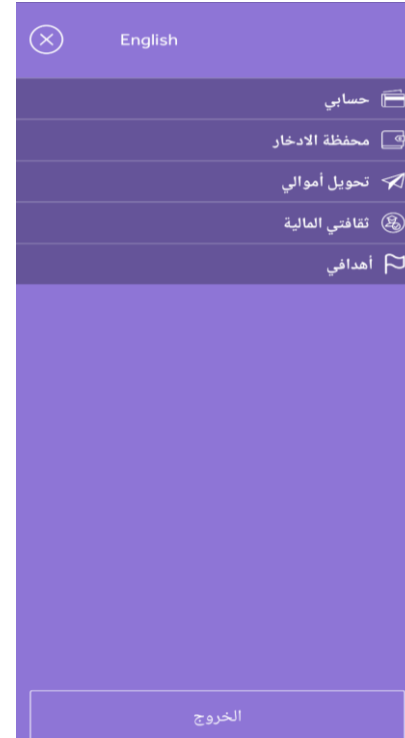 English
حسابي
محفظة الادخار
تحويل أموالي
ثقافتي المالية
أهدافي
الخروج